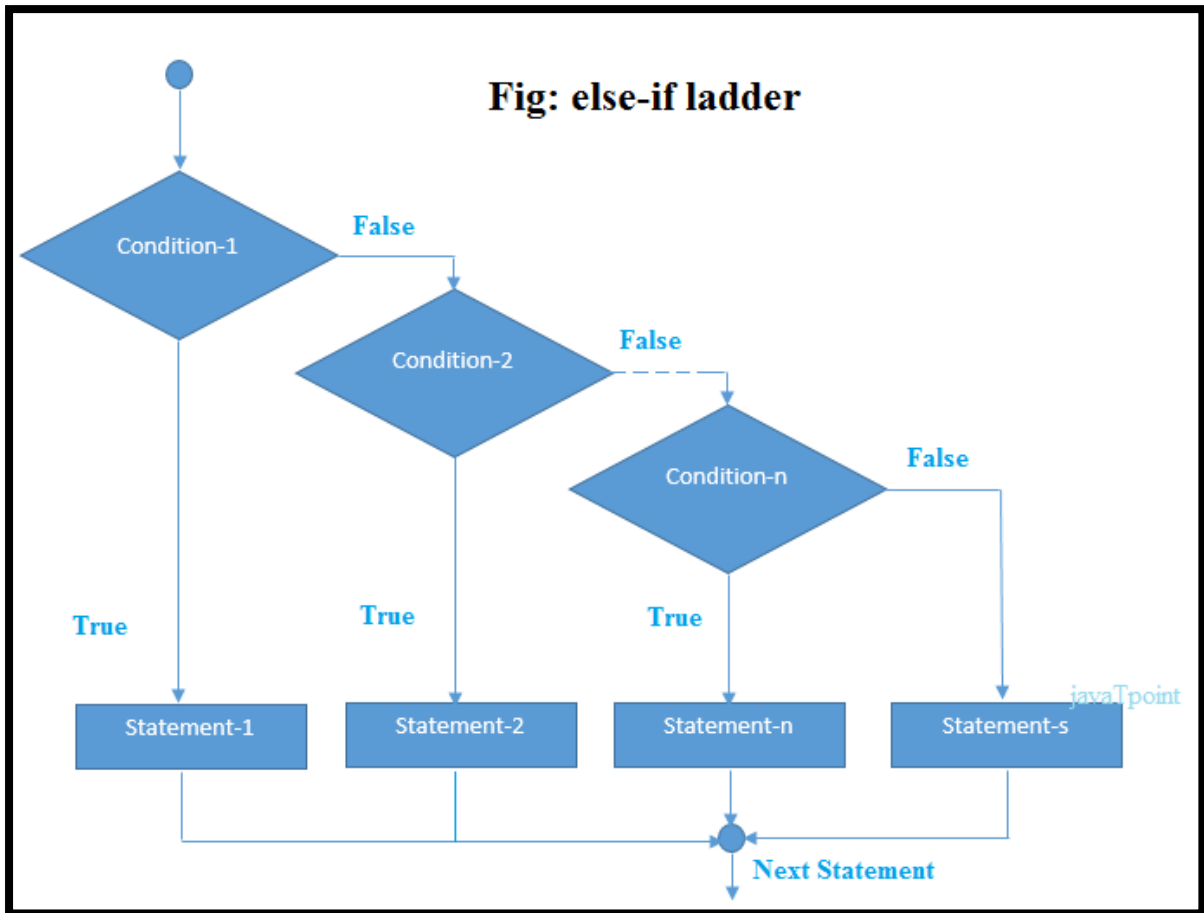 Fig: else-if ladder
Condition-1
False
Condition-2
False
Condition-n
False
True
True
True
javaTpoint
Statement-1
Statement-2
Statement-n
Statement-s
Next Statement